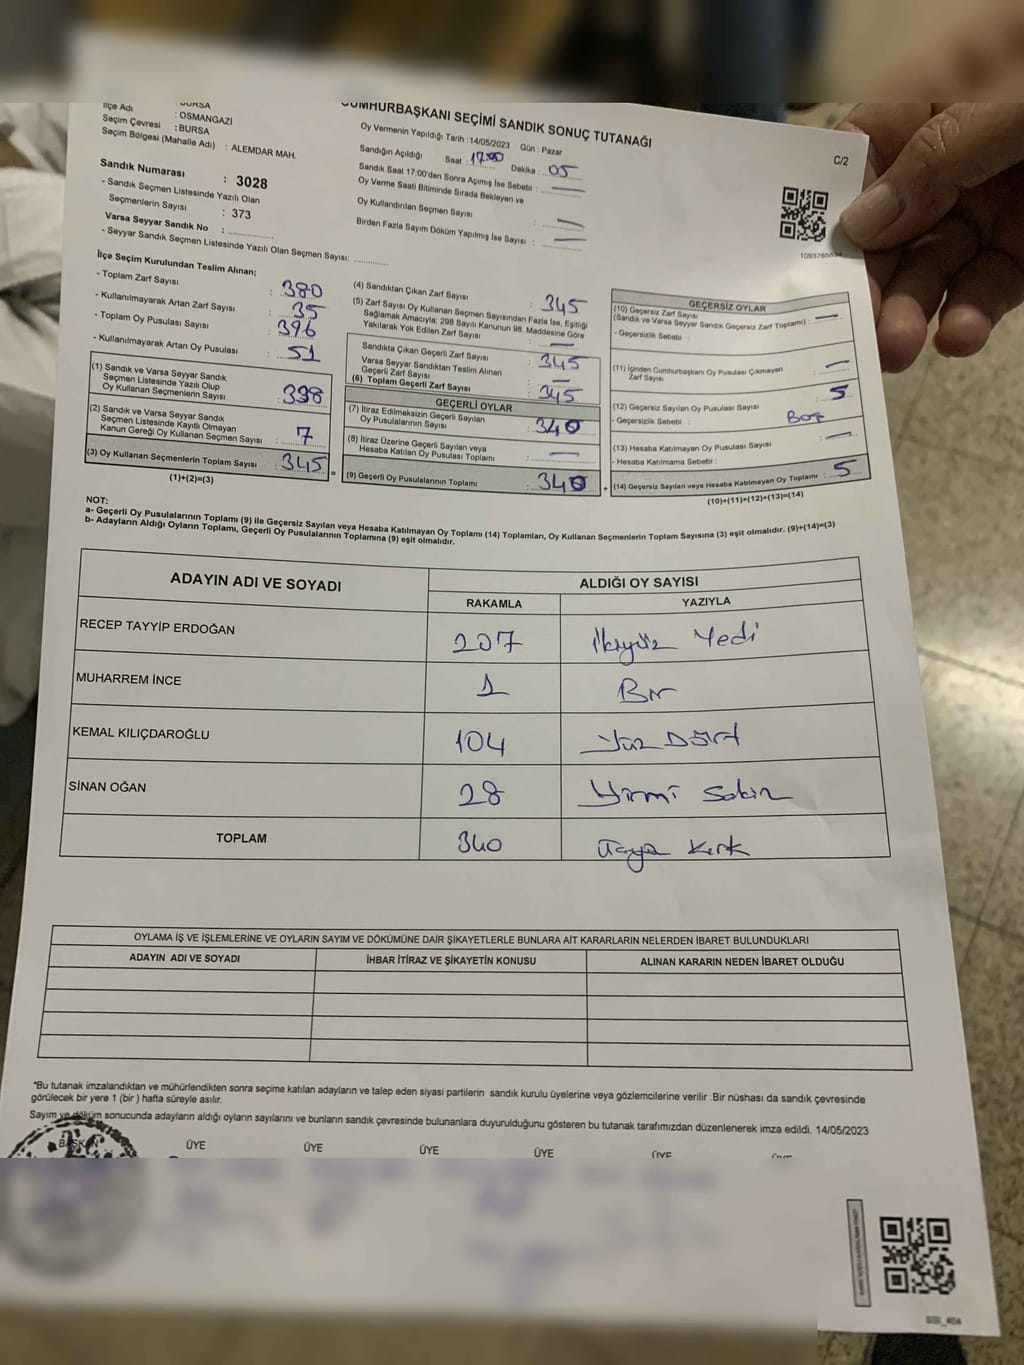 BURSA
CUMHURBAŞKANI SEÇİMİ SANDIK SONUÇ TUTANAĞI
C/2
İlçe Adı : OSMANGAZİ
Seçim Çevresi : BURSA
Seçim Bölgesi (Mahalle Adı) : ALEMDAR MAH.
Sandık Numarası : 3028
- Sandık Seçmen Listesinde Yazılı Olan
Seçmenlerin Sayısı : 373
Varsa Seyyar Sandık No :
- Seyyar Sandık Seçmen Listesinde Yazılı Olan Seçmen Sayısı:
Oy Vermenin Yapıldığı Tarih :14/05/2023 Gün : Pazar
Sandığın Açıldığı Saat : 17:00 Dakika : 05
Sandık Saat 17:00'den Sonra Açımış İse Sebebi : —
Oy Verme Saati Bitiminde Sırada Bekleyen ve
Oy Kullandırılan Seçmen Sayısı : —
Birden Fazla Sayım Döküm Yapılmış İse Sayısı : —
İlçe Seçim Kurulundan Teslim Alınan;
- Toplam Zarf Sayısı : 380
- Kullanılmayarak Artan Zarf Sayısı : 35
- Toplam Oy Pusulası Sayısı : 396
- Kullanılmayarak Artan Oy Pusulası : 51
(1) Sandık ve Varsa Seyyar Sandık
Seçmen Listesinde Yazılı Olup
Oy Kullanan Seçmenlerin Sayısı :
(2) Sandık ve Varsa Seyyar Sandık
Seçmen Listesinde Kayıtlı Olmayan
Kanun Gereği Oy Kullanan Seçmen Sayısı : 7
(3) Oy Kullanan Seçmenlerin Toplam Sayısı : 345
(1)+(2)=(3)
(4) Sandıktan Çıkan Zarf Sayısı : 345
(5) Zarf Sayısı Oy Kullanan Seçmen Sayısından Fazla İse, Eşitliği
Sağlamak Amacıyla; 298 Sayılı Kanunun 98. Maddesine Göre
Yakılarak Yok Edilen Zarf Sayısı : —
Sandıkta Çıkan Geçerli Zarf Sayısı : 345
Varsa Seyyar Sandıktan Teslim Alınan
Geçerli Zarf Sayısı : —
(6) Toplam Geçerli Zarf Sayısı : 345
GEÇERLİ OYLAR
(7) İtiraz Edilmeksizin Geçerli Sayılan
Oy Pusulalarının Sayısı : 340
(8) İtiraz Üzerine Geçerli Sayılan veya
Hesaba Katılan Oy Pusulası Toplamı : —
(9) Geçerli Oy Pusulalarının Toplamı : 340
GEÇERSİZ OYLAR
(10) Geçersiz Zarf Sayısı
(Sandık ve Varsa Seyyar Sandık Geçersiz Zarf Toplamı) : —
- Geçersizlik Sebebi :
(11) İçinden Cumhurbaşkanı Oy Pusulası Çıkmayan
Zarf Sayısı : —
(12) Geçersiz Sayılan Oy Pusulası Sayısı : 5
- Geçersizlik Sebebi : Boş
(13) Hesaba Katılmayan Oy Pusulası Sayısı : —
- Hesaba Katılmama Sebebi :
(14) Geçersiz Sayılan veya Hesaba Katılmayan Oy Toplamı : 5
(10)+(11)+(12)+(13)=(14)
NOT:
a- Geçerli Oy Pusulalarının Toplamı (9) ile Geçersiz Sayılan veya Hesaba Katılmayan Oy Toplamı (14) Toplamları, Oy Kullanan Seçmenlerin Toplam Sayısına (3) eşit olmalıdır. (9)+(14)=(3)
b- Adayların Aldığı Oyların Toplamı, Geçerli Oy Pusulalarının Toplamına (9) eşit olmalıdır.
ADAYIN ADI VE SOYADI
ALDIĞI OY SAYISI
RAKAMLA YAZIYLA
RECEP TAYYİP ERDOĞAN 207 İkiyüz Yedi
MUHARREM İNCE 1 Bir
KEMAL KILIÇDAROĞLU 104 Yüz Dört
SİNAN OĞAN 28 Yirmi Sekiz
TOPLAM 340 Üçyüz Kırk
OYLAMA İŞ VE İŞLEMLERİNE VE OYLARIN SAYIM VE DÖKÜMÜNE DAİR ŞİKAYETLERLE BUNLARA AİT KARARLARIN NELERDEN İBARET BULUNDUKLARI
ADAYIN ADI VE SOYADI İHBAR İTİRAZ VE ŞİKAYETİN KONUSU ALINAN KARARIN NEDEN İBARET OLDUĞU
"Bu tutanak imzalandıktan ve mühürlendikten sonra seçime katılan adayların ve talep eden siyasi partilerin sandık kurulu üyelerine veya gözlemcilerine verilir .Bir nüshası da sandık çevresinde
görülecek bir yere 1 (bir ) hafta süreyle asılır.
Sayım ve döküm sonucunda adayların aldığı oyların sayılarını ve bunların sandık çevresinde bulunanlara duyurulduğunu gösteren bu tutanak tarafımızdan düzenlenerek imza edildi. 14/05/2023
BAŞKAN ÜYE ÜYE ÜYE ÜYE ÜYE ÜYE